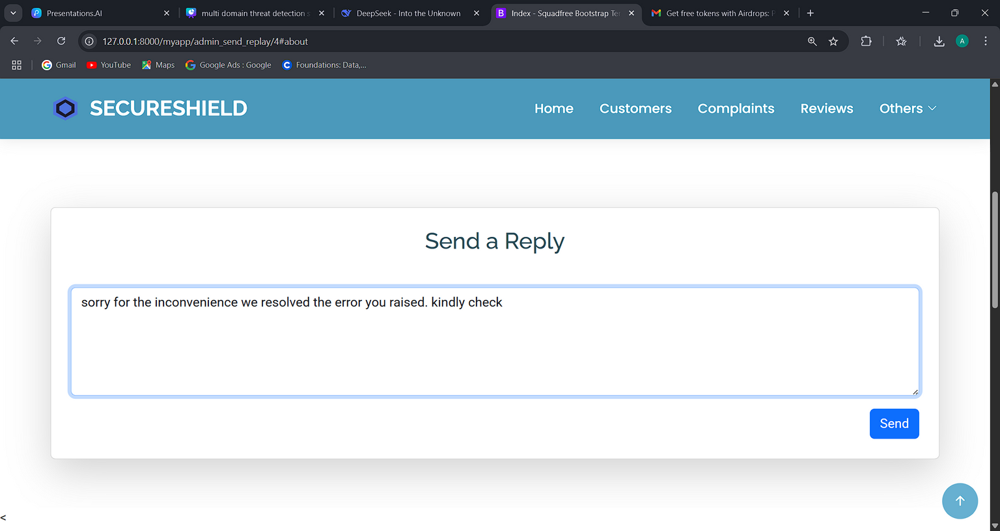 Presentations.AI
multi domain threat detection s
DeepSeek - Into the Unknown
B
Index - Squadfree Bootstrap Te
Get free tokens with Airdrops: P
127.0.0.1:8000/myapp/admin_send_replay/4#about
A
Gmail
YouTube
Maps
Google Ads : Google
Foundations: Data,...
SECURESHIELD
Home
Customers
Complaints
Reviews
Others
Send a Reply
sorry for the inconvenience we resolved the error you raised. kindly check
Send
<